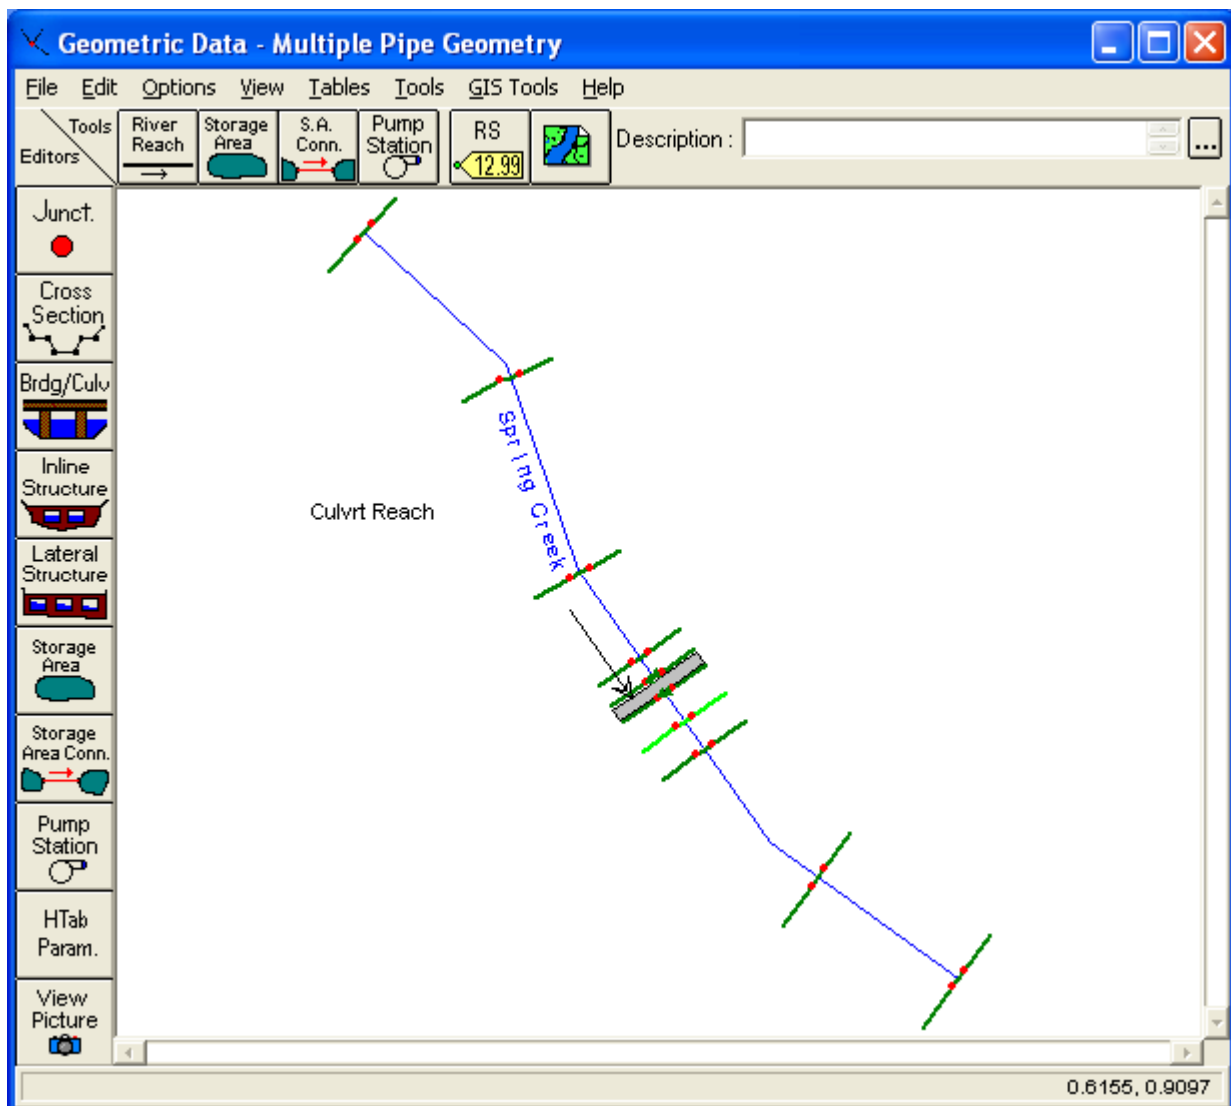 Geometric Data - Multiple Pipe Geometry
File Edit Options View Tables Tools GIS Tools Help
Tools
Editors
River
Reach
Storage
Area
S.A.
Conn.
Pump
Station
RS
12.99
Description :
...
Junct.
Cross
Section
Brdg/Culv
Inline
Structure
Lateral
Structure
Storage
Area
Storage
Area Conn.
Pump
Station
HTab
Param.
View
Picture
Spring Creek
Culvrt Reach
0.6155, 0.9097